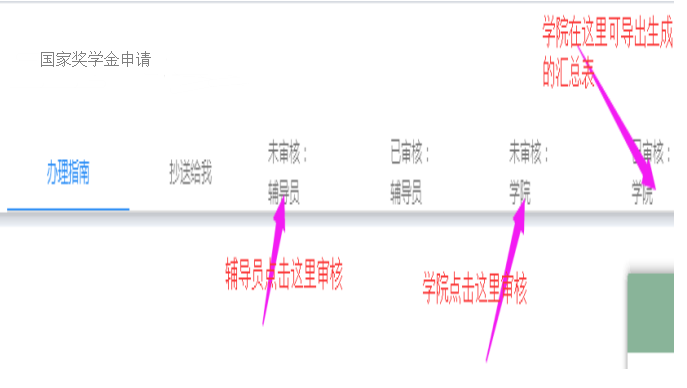 学院在这里可导出生成
的汇总表
国家奖学金申请
办理指南
抄送给我
未审核：
辅导员
已审核：
辅导员
未审核：
学院
已审核：
学院
辅导员点击这里审核
学院点击这里审核